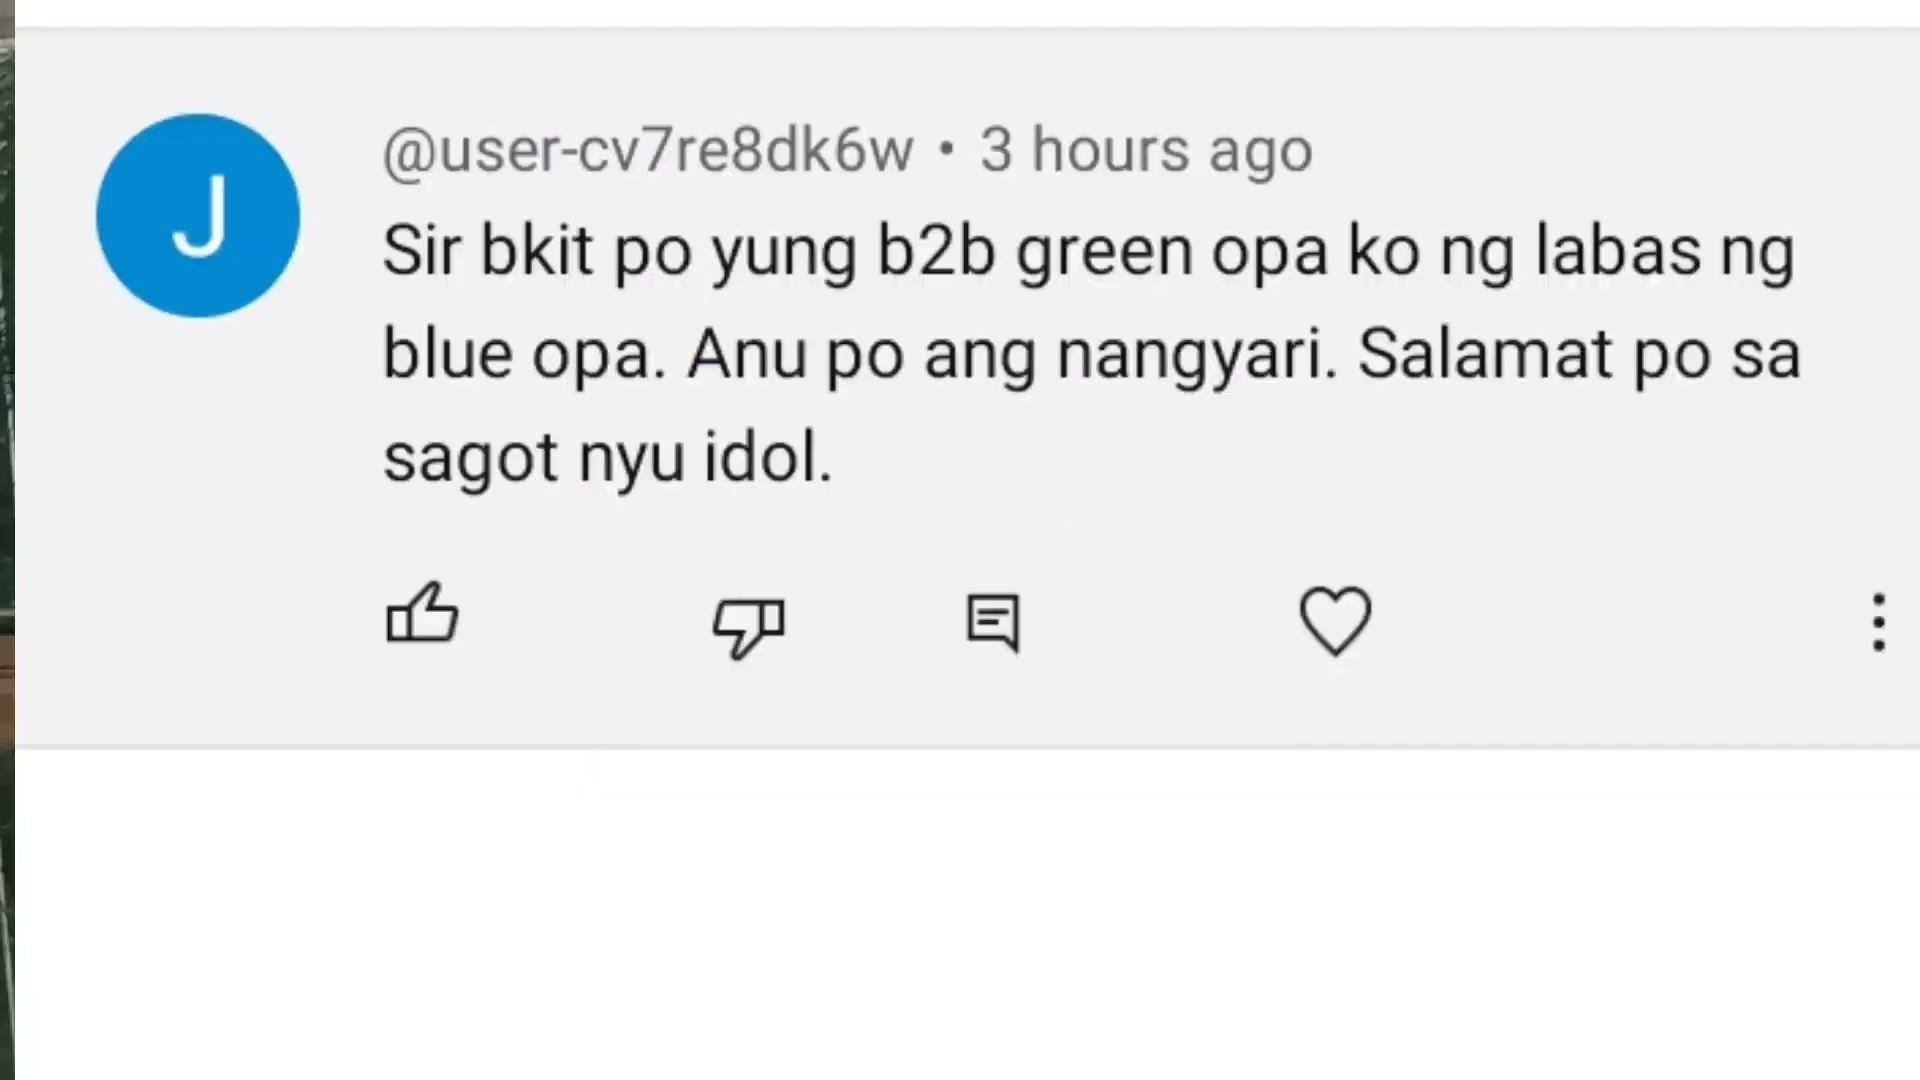 J
@user-cv7re8dk6w • 3 hours ago
Sir bkit po yung b2b green opa ko ng labas ng
blue opa. Anu po ang nangyari. Salamat po sa
sagot nyu idol.